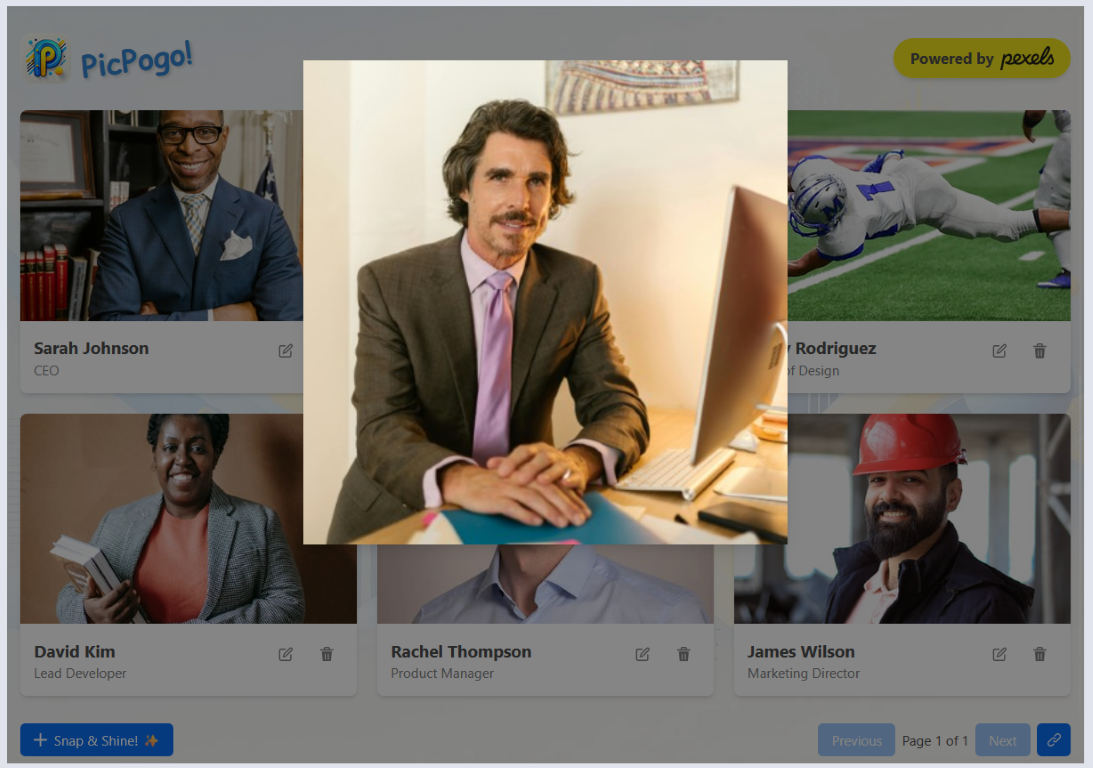 PicPogo!
Powered by pexels
Sarah Johnson
CEO
Rodriguez
of Design
David Kim
Lead Developer
Rachel Thompson
Product Manager
James Wilson
Marketing Director
+ Snap & Shine! ✨
Previous Page 1 of 1 Next